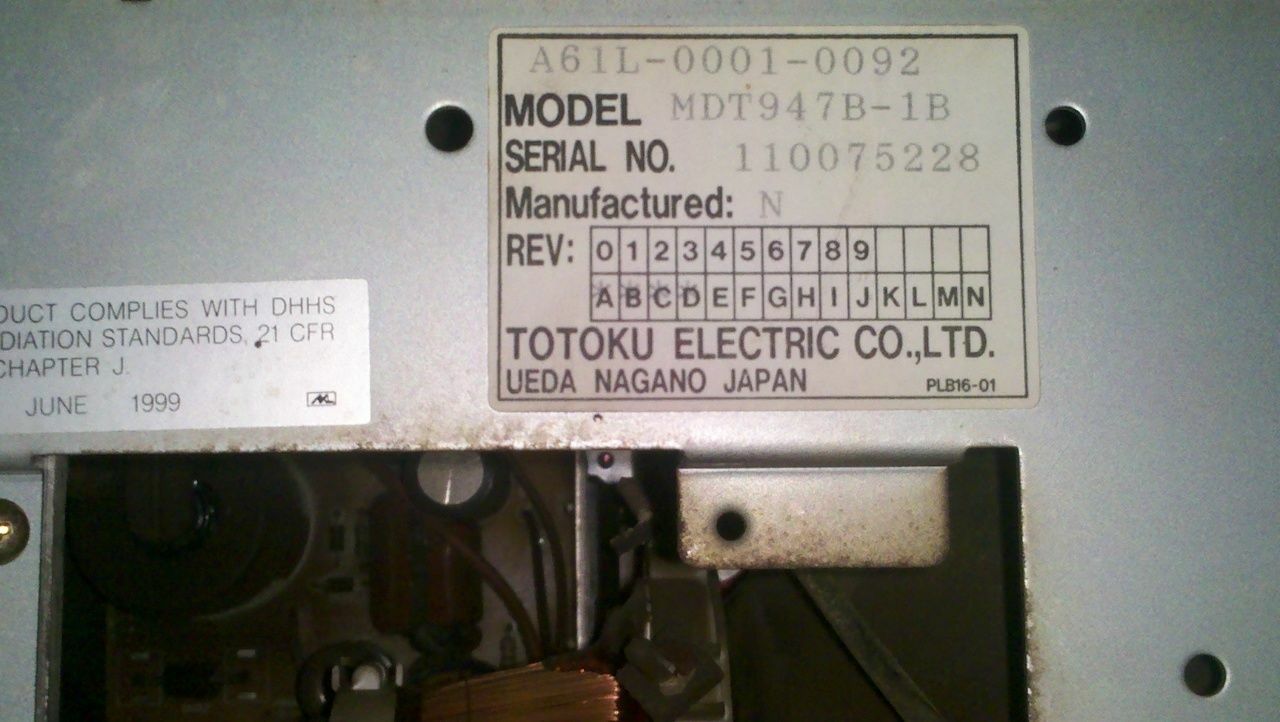 A61L-0001-0092
MODEL MDT947B-1B
SERIAL NO. 110075228
Manufactured: N
REV: 0 1 2 3 4 5 6 7 8 9
A B C D E F G H I J K L M N
TOTOKU ELECTRIC CO.,LTD.
UEDA NAGANO JAPAN PLB16-01
DUCT COMPLIES WITH DHHS
DIATION STANDARDS, 21 CFR
CHAPTER J.
JUNE 1999